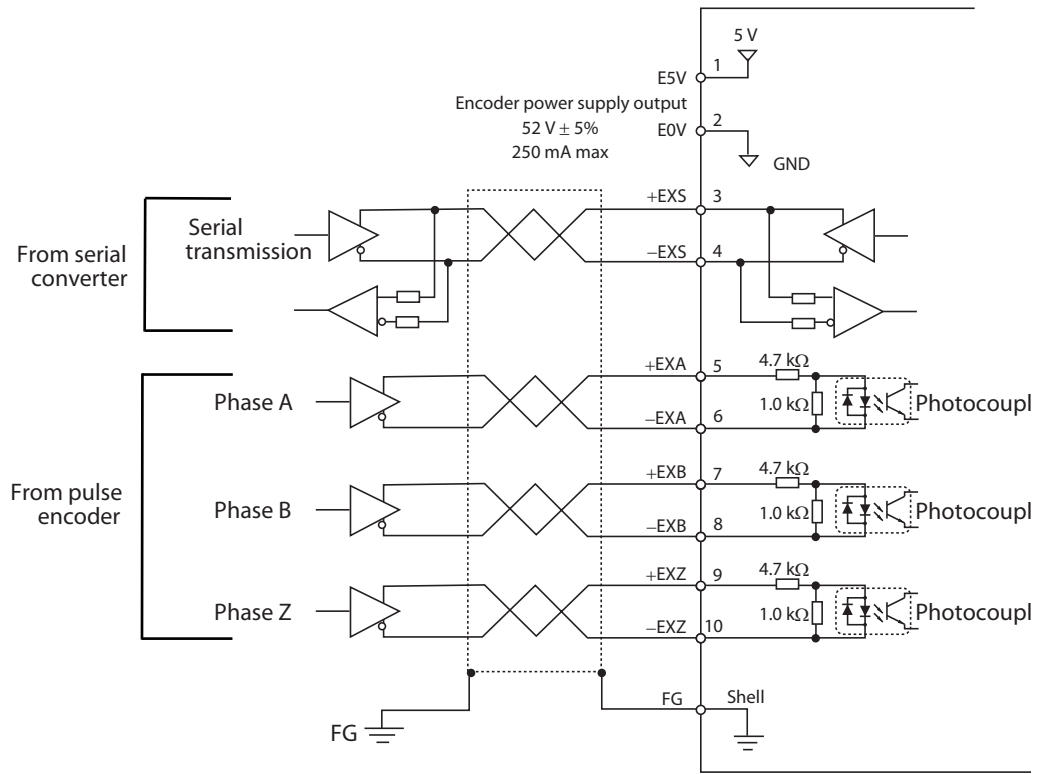 5 V
1
E5V
Encoder power supply output
52 V ± 5%
250 mA max
2
E0V
GND
+EXS
3
–EXS
4
From serial
converter
Serial
transmission
+EXA
5
4.7 kΩ
1.0 kΩ
–EXA
6
Phase A
Photocoupl
+EXB
7
4.7 kΩ
1.0 kΩ
–EXB
8
From pulse
encoder
Phase B
Photocoupl
+EXZ
9
4.7 kΩ
1.0 kΩ
–EXZ
10
Phase Z
Photocoupl
FG
Shell
FG